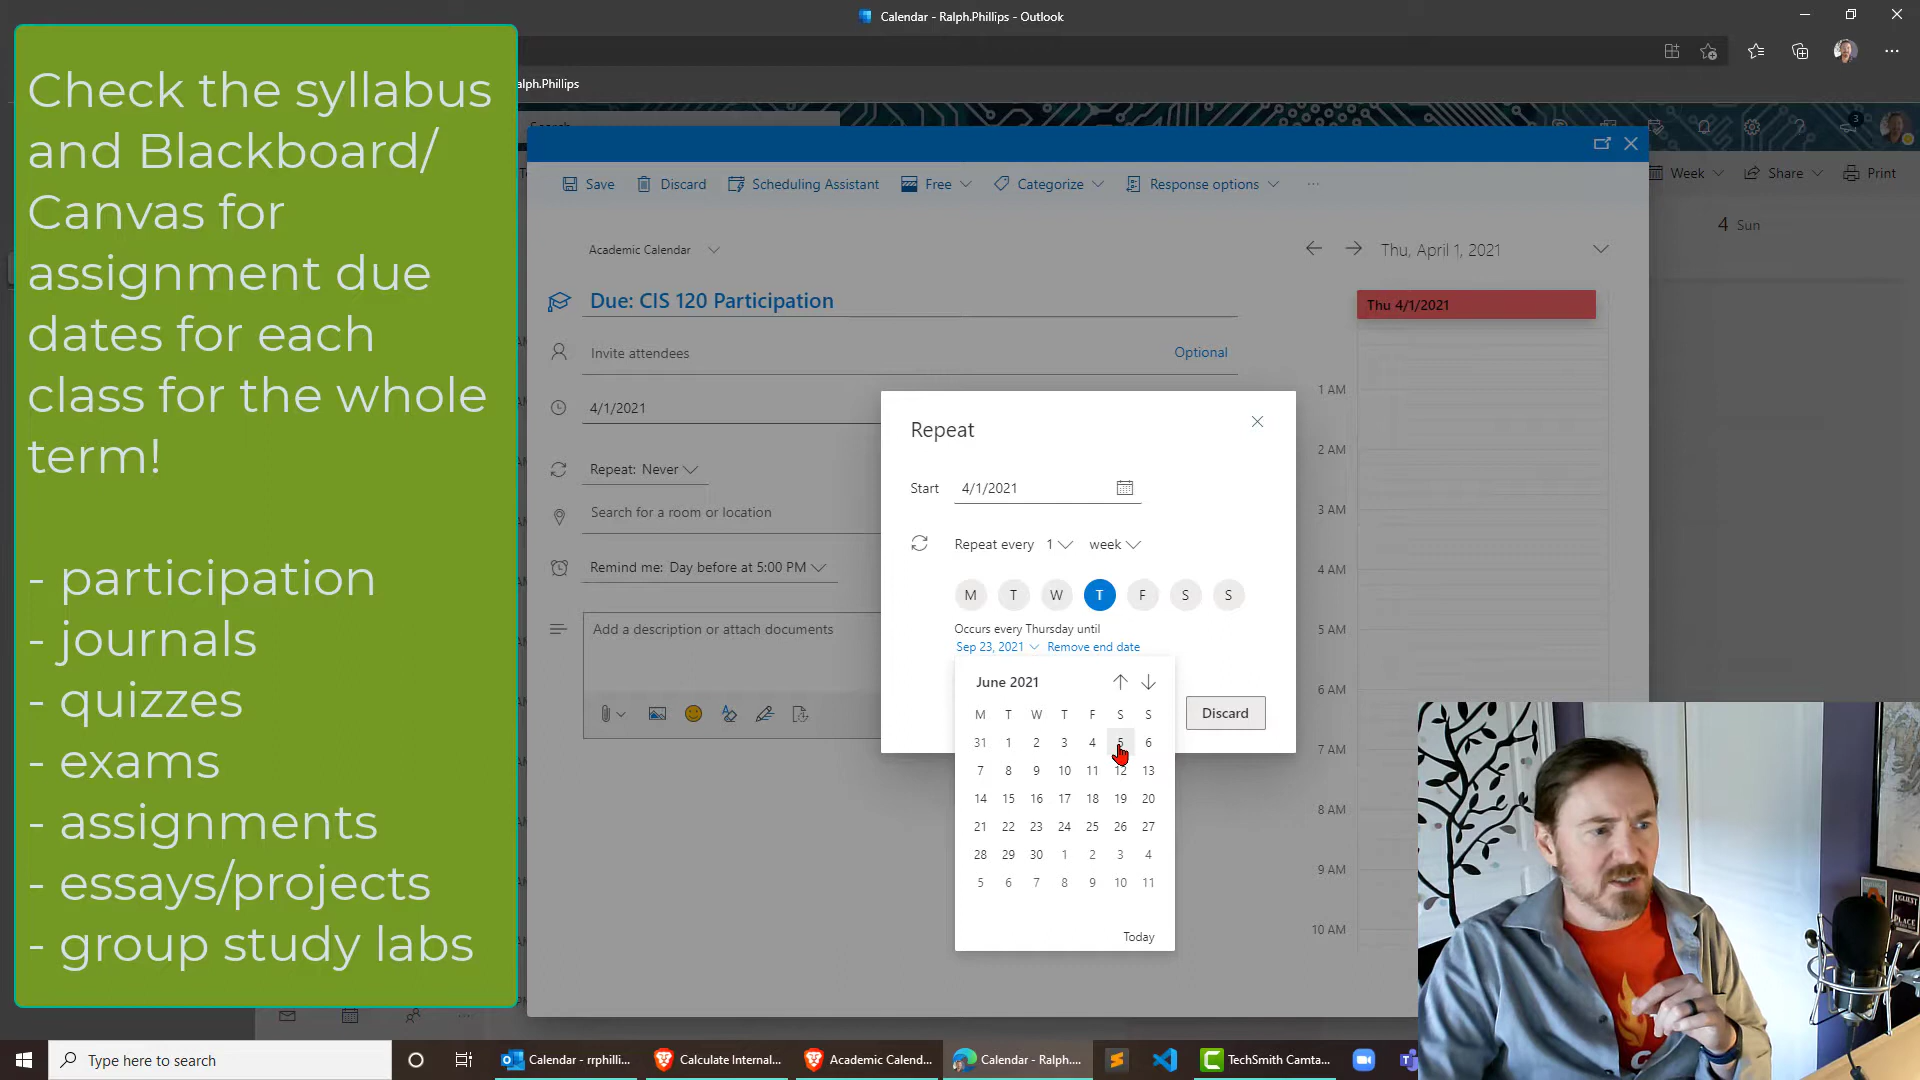 Calendar - Ralph.Phillips - Outlook
Check the syllabus
and Blackboard/
Canvas for
assignment due
dates for each
class for the whole
term!
- participation
- journals
- quizzes
- exams
- assignments
- essays/projects
- group study labs
alph.Phillips
3
Save
Discard
Scheduling Assistant
Free
Categorize
Response options
Week
Share
Print
4 Sun
Academic Calendar
Thu, April 1, 2021
Due: CIS 120 Participation
Thu 4/1/2021
Invite attendees
Optional
4/1/2021
Repeat: Never
Search for a room or location
Remind me: Day before at 5:00 PM
Add a description or attach documents
Repeat
Start 4/1/2021
Repeat every 1 week
M T W T F S S
Occurs every Thursday until
Sep 23, 2021 Remove end date
June 2021
M T W T F S S
31 1 2 3 4 5 6
7 8 9 10 11 12 13
14 15 16 17 18 19 20
21 22 23 24 25 26 27
28 29 30 1 2 3 4
5 6 7 8 9 10 11
Today
Discard
1 AM
2 AM
3 AM
4 AM
5 AM
6 AM
7 AM
8 AM
9 AM
10 AM
UGLIEST
PLACE
Type here to search
Calendar - rrphilli...
Calculate Internal...
Academic Calend...
Calendar - Ralph....
TechSmith Camta...